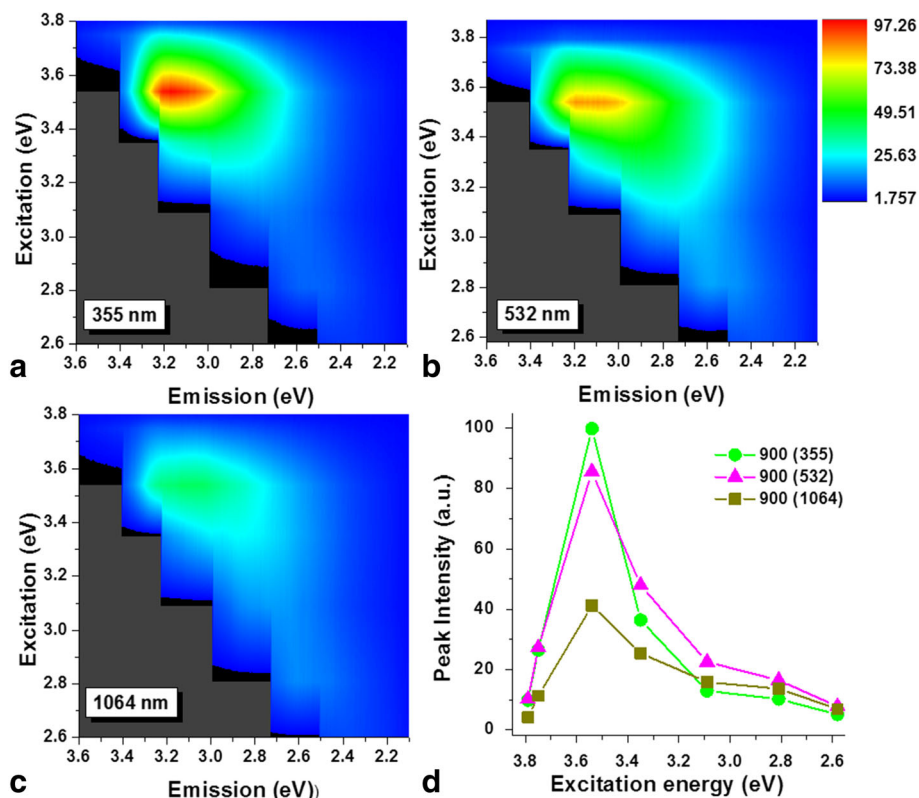 3.8
3.6
3.4
3.2
3.0
2.8
2.6
Excitation (eV)
355 nm
3.6 3.4 3.2 3.0 2.8 2.6 2.4 2.2
a
Emission (eV)
3.8
3.6
3.4
3.2
3.0
2.8
2.6
Excitation (eV)
532 nm
3.6 3.4 3.2 3.0 2.8 2.6 2.4 2.2
b
Emission (eV)
97.26
73.38
49.51
25.63
1.757
3.8
3.6
3.4
3.2
3.0
2.8
2.6
Excitation (eV)
1064 nm
3.6 3.4 3.2 3.0 2.8 2.6 2.4 2.2
c
Emission (eV))
100
80
60
40
20
0
Peak Intensity (a.u.)
900 (355)
900 (532)
900 (1064)
3.8 3.6 3.4 3.2 3.0 2.8 2.6
d
Excitation energy (eV)